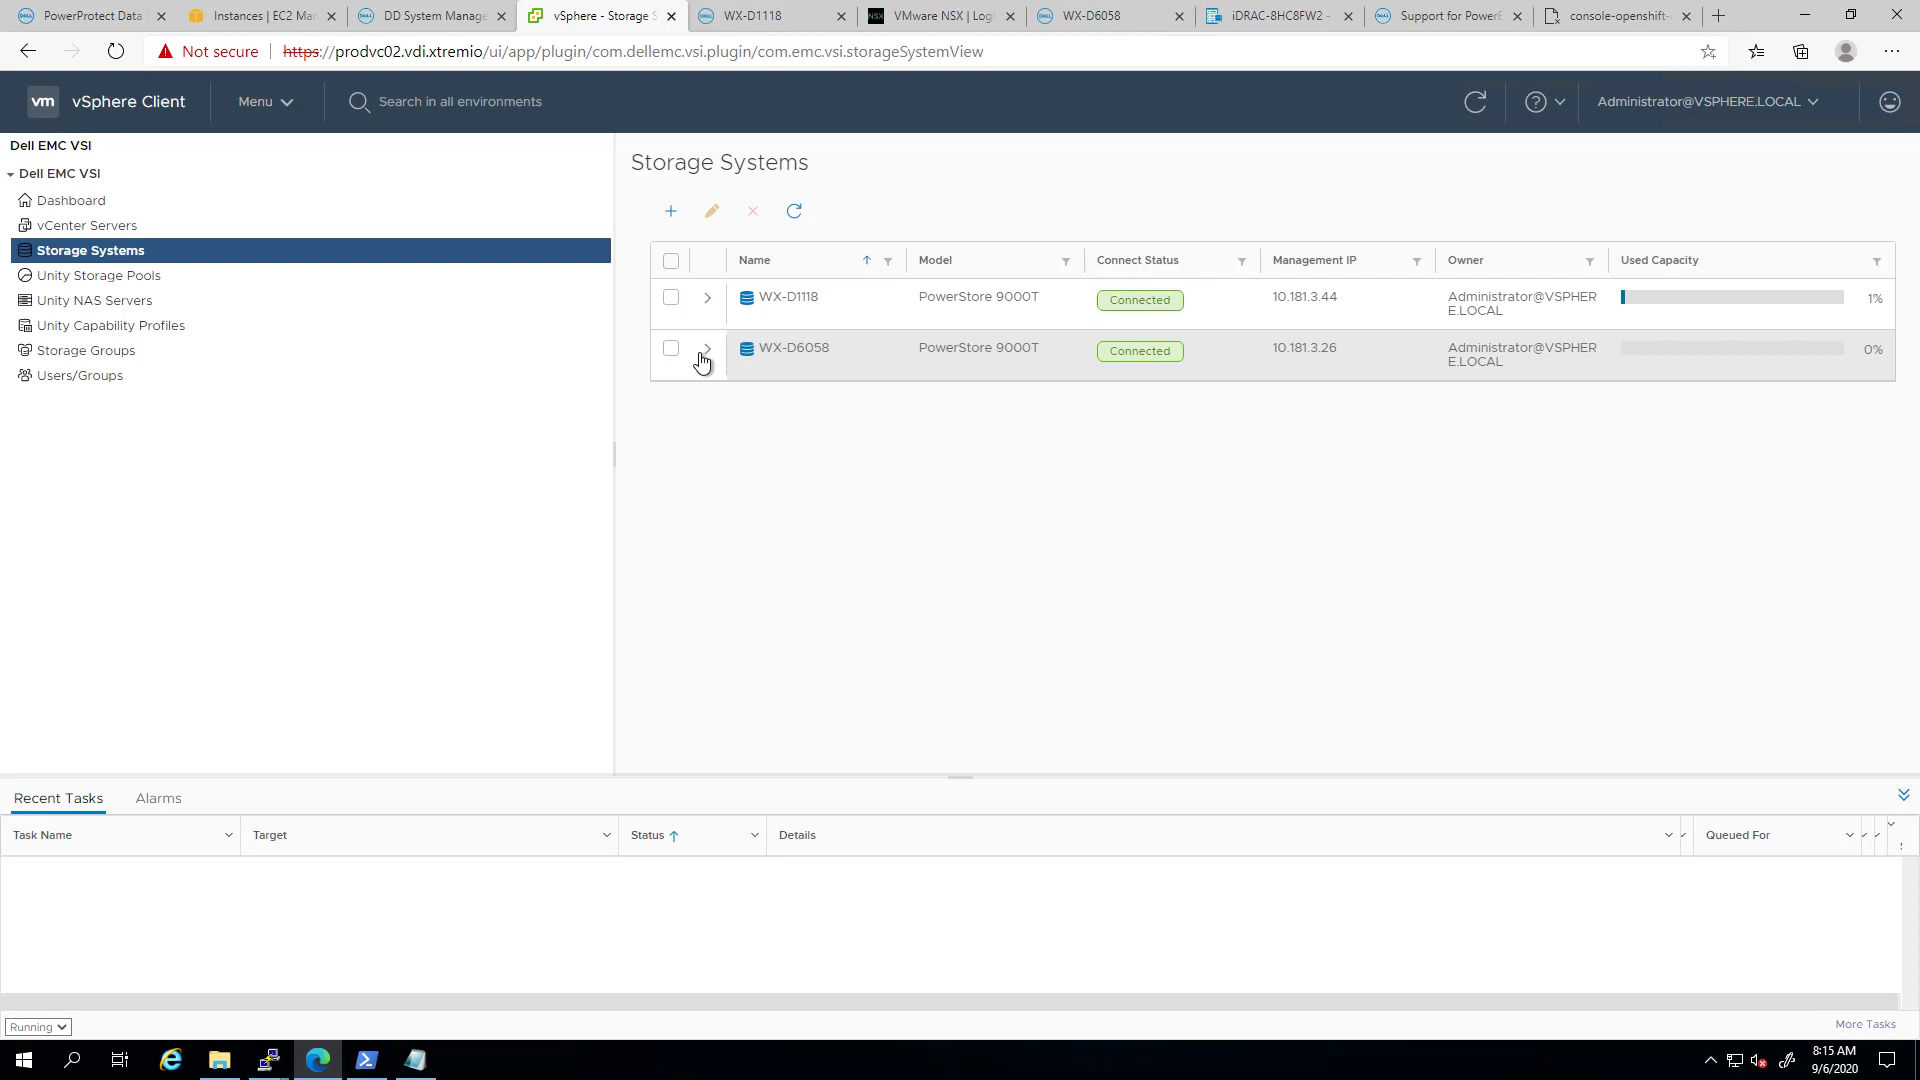 PowerProtect Data
Instances | EC2 Man
DD System Manage
vSphere - Storage S
WX-D1118
VMware NSX | Logi
WX-D6058
iDRAC-8HC8FW2 -
Support for PowerE
console-openshift-
Not secure
https://prodvc02.vdi.xtremio/ui/app/plugin/com.dellemc.vsi.plugin/com.emc.vsi.storageSystemView
vm
vSphere Client
Menu
Search in all environments
Administrator@VSPHERE.LOCAL
Dell EMC VSI
Dell EMC VSI
Dashboard
vCenter Servers
Storage Systems
Unity Storage Pools
Unity NAS Servers
Unity Capability Profiles
Storage Groups
Users/Groups
Storage Systems
Name Model Connect Status Management IP Owner Used Capacity
WX-D1118 PowerStore 9000T Connected 10.181.3.44 Administrator@VSPHER 1%
E.LOCAL
WX-D6058 PowerStore 9000T Connected 10.181.3.26 Administrator@VSPHER 0%
E.LOCAL
Recent Tasks Alarms
Task Name Target Status Details Queued For
Running
More Tasks
8:15 AM
9/6/2020